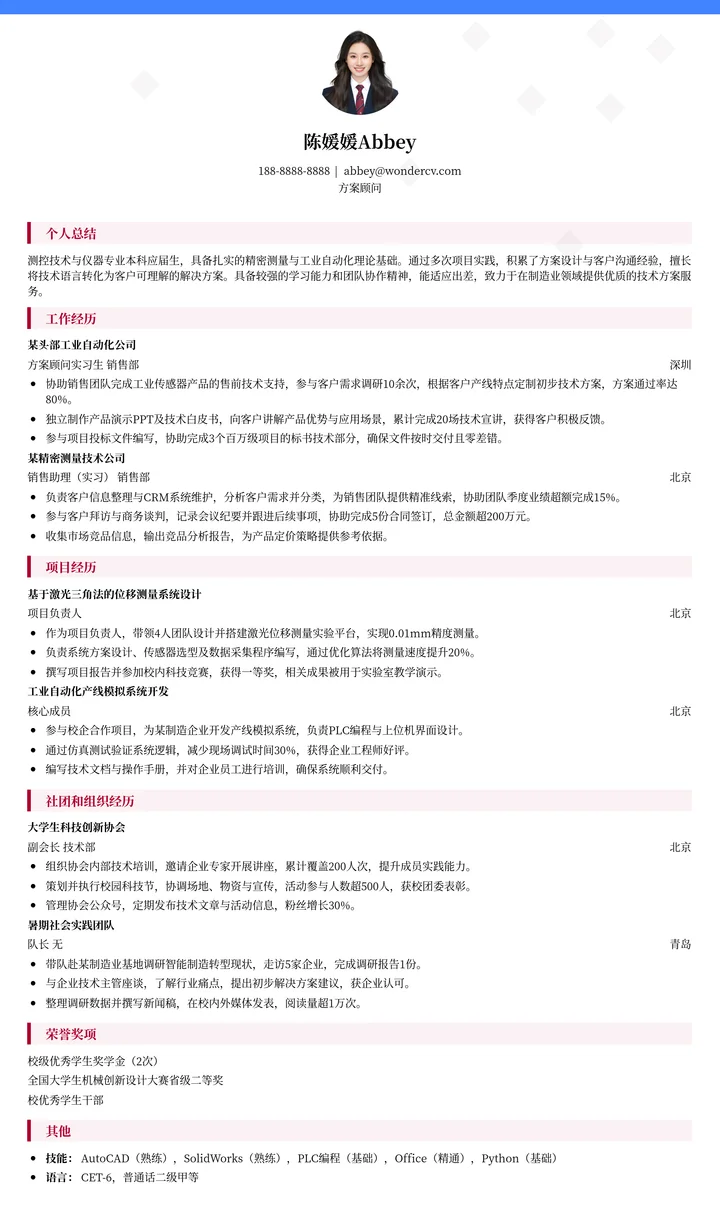 陈媛媛Abbey
188-8888-8888 | abbey@wondercv.com
方案顾问
个人总结
测控技术与仪器专业本科应届生，具备扎实的精密测量与工业自动化理论基础。通过多次项目实践，积累了方案设计与客户沟通经验，擅长
将技术语言转化为客户可理解的解决方案。具备较强的学习能力和团队协作精神，能适应出差，致力于在制造业领域提供优质的技术方案服
务。
工作经历
某头部工业自动化公司
方案顾问实习生 销售部 深圳
• 协助销售团队完成工业传感器产品的售前技术支持，参与客户需求调研10余次，根据客户产线特点定制初步技术方案，方案通过率达
80%。
• 独立制作产品演示PPT及技术白皮书，向客户讲解产品优势与应用场景，累计完成20场技术宣讲，获得客户积极反馈。
• 参与项目投标文件编写，协助完成3个百万级项目的标书技术部分，确保文件按时交付且零差错。
某精密测量技术公司
销售助理（实习） 销售部 北京
• 负责客户信息整理与CRM系统维护，分析客户需求并分类，为销售团队提供精准线索，协助团队季度业绩超额完成15%。
• 参与客户拜访与商务谈判，记录会议纪要并跟进后续事项，协助完成5份合同签订，总金额超200万元。
• 收集市场竞品信息，输出竞品分析报告，为产品定价策略提供参考依据。
项目经历
基于激光三角法的位移测量系统设计
项目负责人 北京
• 作为项目负责人，带领4人团队设计并搭建激光位移测量实验平台，实现0.01mm精度测量。
• 负责系统方案设计、传感器选型及数据采集程序编写，通过优化算法将测量速度提升20%。
• 撰写项目报告并参加校内科技竞赛，获得一等奖，相关成果被用于实验室教学演示。
工业自动化产线模拟系统开发
核心成员 北京
• 参与校企合作项目，为某制造企业开发产线模拟系统，负责PLC编程与上位机界面设计。
• 通过仿真测试验证系统逻辑，减少现场调试时间30%，获得企业工程师好评。
• 编写技术文档与操作手册，并对企业员工进行培训，确保系统顺利交付。
社团和组织经历
大学生科技创新协会
副会长 技术部 北京
• 组织协会内部技术培训，邀请企业专家开展讲座，累计覆盖200人次，提升成员实践能力。
• 策划并执行校园科技节，协调场地、物资与宣传，活动参与人数超500人，获校团委表彰。
• 管理协会公众号，定期发布技术文章与活动信息，粉丝增长30%。
暑期社会实践团队
队长 无 青岛
• 带队赴某制造业基地调研智能制造转型现状，走访5家企业，完成调研报告1份。
• 与企业技术主管座谈，了解行业痛点，提出初步解决方案建议，获企业认可。
• 整理调研数据并撰写新闻稿，在校内外媒体发表，阅读量超1万次。
荣誉奖项
校级优秀学生奖学金（2次）
全国大学生机械创新设计大赛省级二等奖
校优秀学生干部
其他
• 技能： AutoCAD（熟练）, SolidWorks（熟练）, PLC编程（基础）, Office（精通）, Python（基础）
• 语言： CET-6，普通话二级甲等